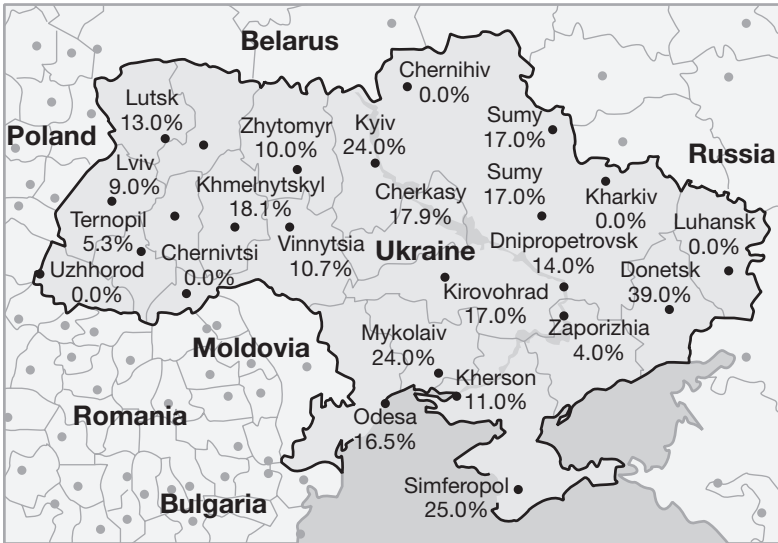 Belarus
Chernihiv
0.0%
Lutsk
13.0%
Zhytomyr
10.0%
Kyiv
24.0%
Sumy
17.0%
Poland
Russia
Lviv
9.0%
Khmelnytskyl
18.1%
Cherkasy
17.9%
Sumy
17.0%
Kharkiv
0.0%
Ternopil
5.3%
Luhansk
0.0%
Chernivtsi
0.0%
Vinnytsia
10.7%
Ukraine
Dnipropetrovsk
14.0%
Donetsk
39.0%
Uzhhorod
0.0%
Kirovohrad
17.0%
Zaporizhia
4.0%
Moldovia
Mykolaiv
24.0%
Kherson
11.0%
Romania
Odesa
16.5%
Simferopol
25.0%
Bulgaria